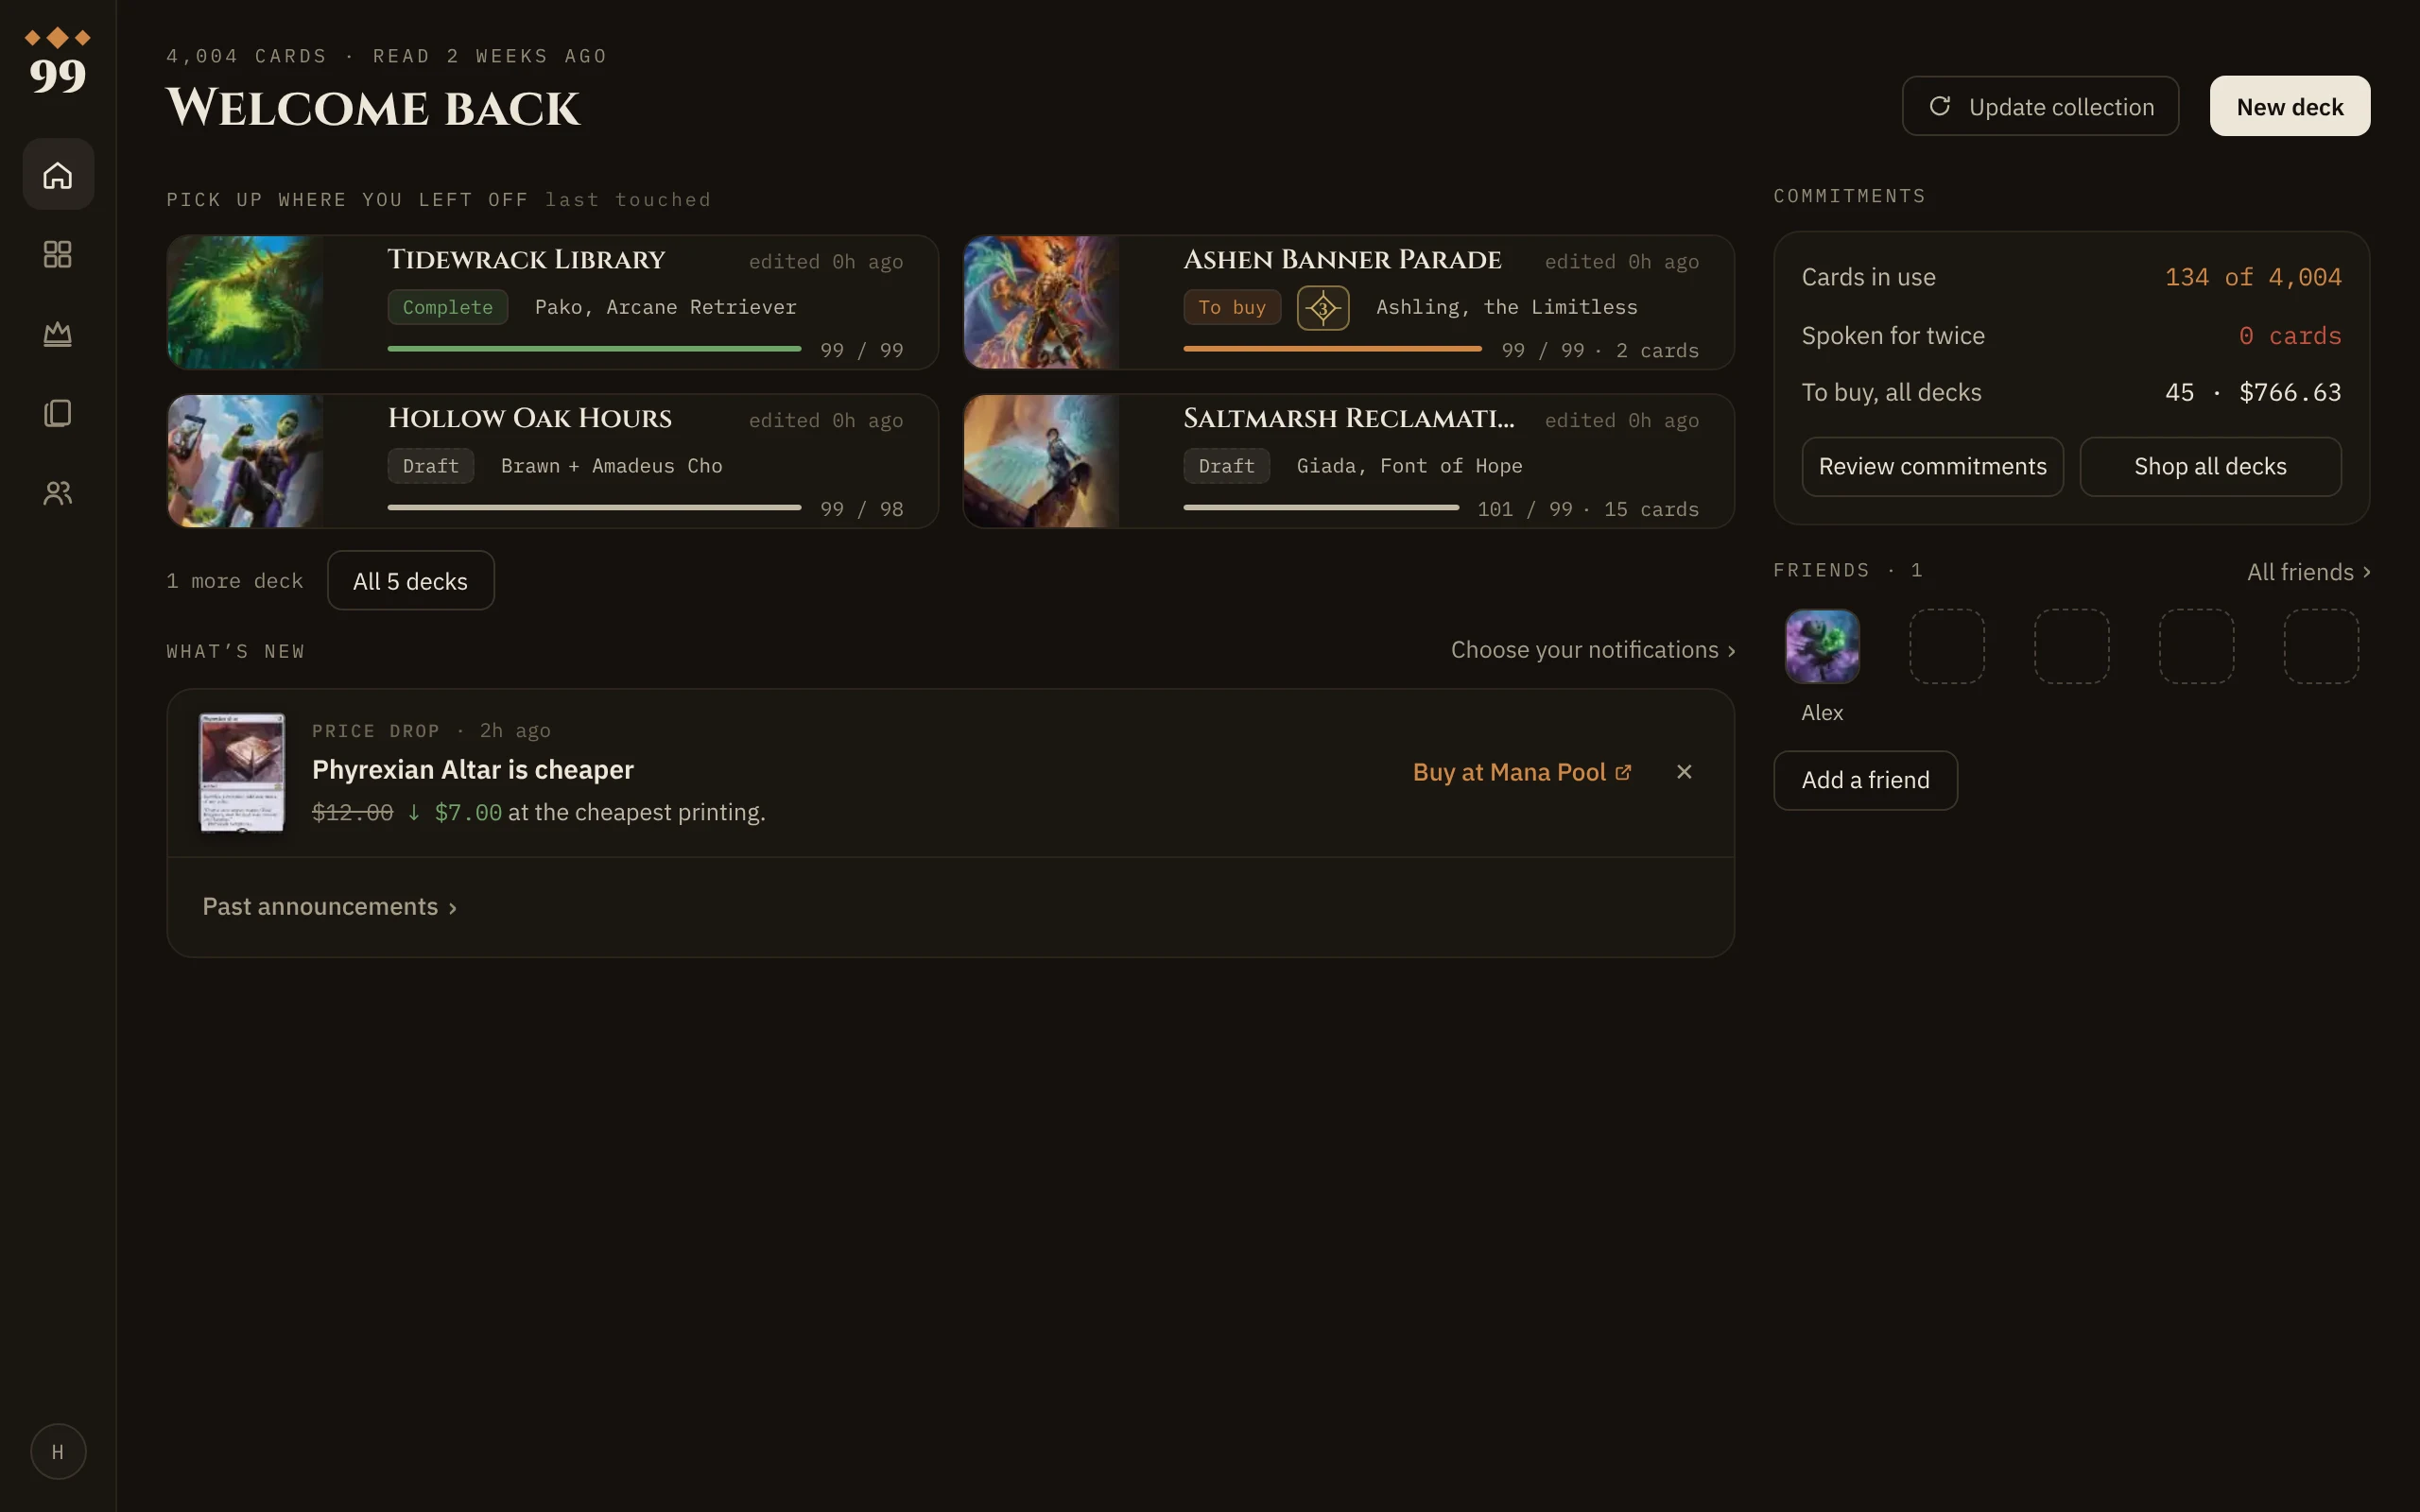 99
4,004 CARDS · READ 2 WEEKS AGO
Welcome back
Update collection
New deck
PICK UP WHERE YOU LEFT OFF last touched
Tidewrack Library
edited 0h ago
Complete
Pako, Arcane Retriever
99 / 99
Ashen Banner Parade
edited 0h ago
To buy
3
Ashling, the Limitless
99 / 99 · 2 cards
Hollow Oak Hours
edited 0h ago
Draft
Brawn + Amadeus Cho
99 / 98
Saltmarsh Reclamati…
edited 0h ago
Draft
Giada, Font of Hope
101 / 99 · 15 cards
1 more deck
All 5 decks
WHAT’S NEW
Choose your notifications ›
PRICE DROP · 2h ago
Phyrexian Altar is cheaper
$12.00 ↓ $7.00 at the cheapest printing.
Buy at Mana Pool
Past announcements ›
COMMITMENTS
Cards in use
134 of 4,004
Spoken for twice
0 cards
To buy, all decks
45 · $766.63
Review commitments
Shop all decks
FRIENDS · 1
All friends ›
Alex
Add a friend
H